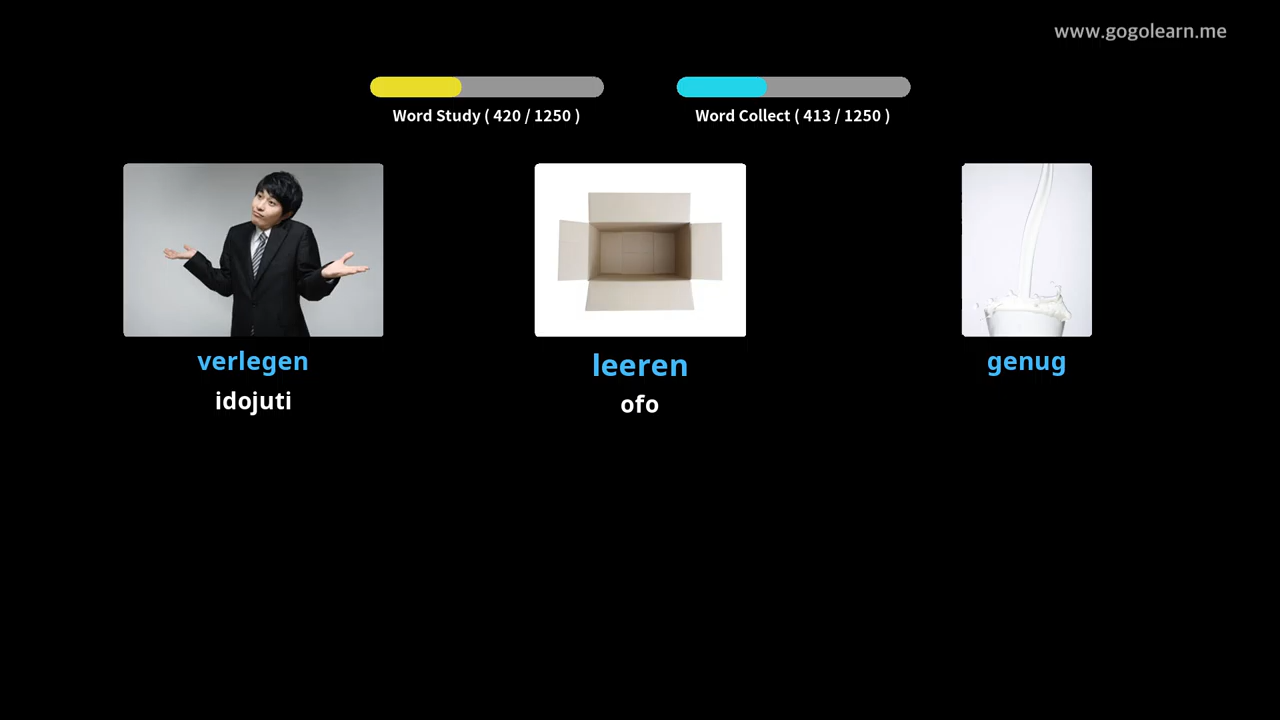 www.gogolearn.me
Word Study ( 420 / 1250 )
Word Collect ( 413 / 1250 )
verlegen
idojuti
leeren
ofo
genug